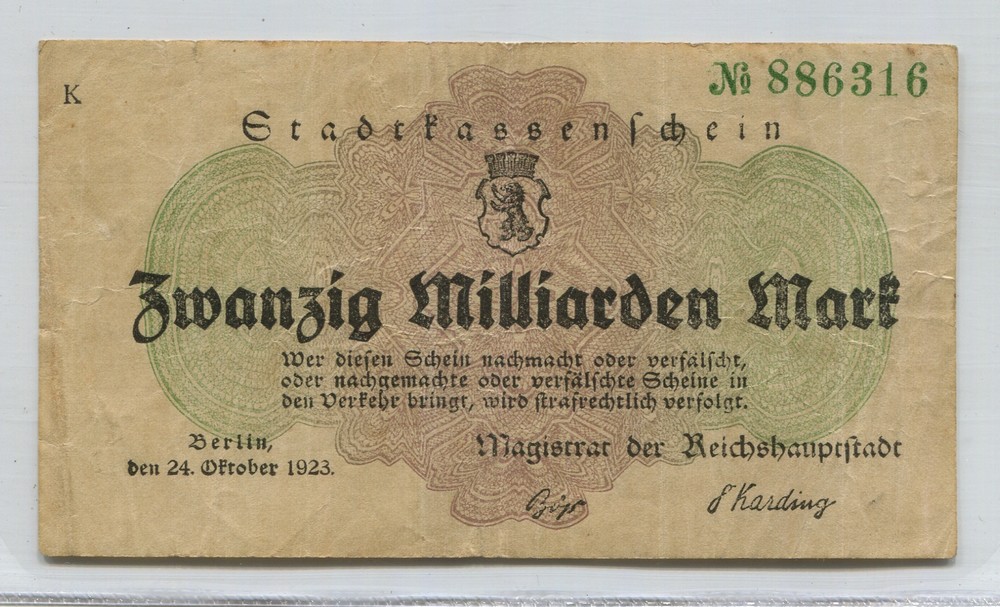 K
№ 886316
Stadtkassenschein
Zwanzig Milliarden Mark
Wer diesen Schein nachmacht oder verfälscht,
oder nachgemachte oder verfälschte Scheine in
den Verkehr bringt, wird strafrechtlich verfolgt.
Berlin,
den 24. Oktober 1923.
Magistrat der Reichshauptstadt
Böß
Karding